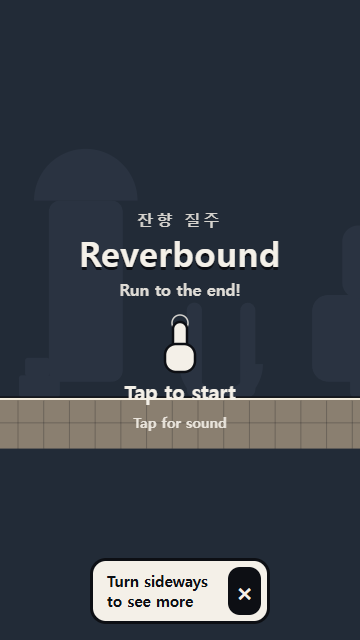 잔향 질주
Reverbound
Run to the end!
Tap to start
Tap for sound
Turn sideways
to see more
×